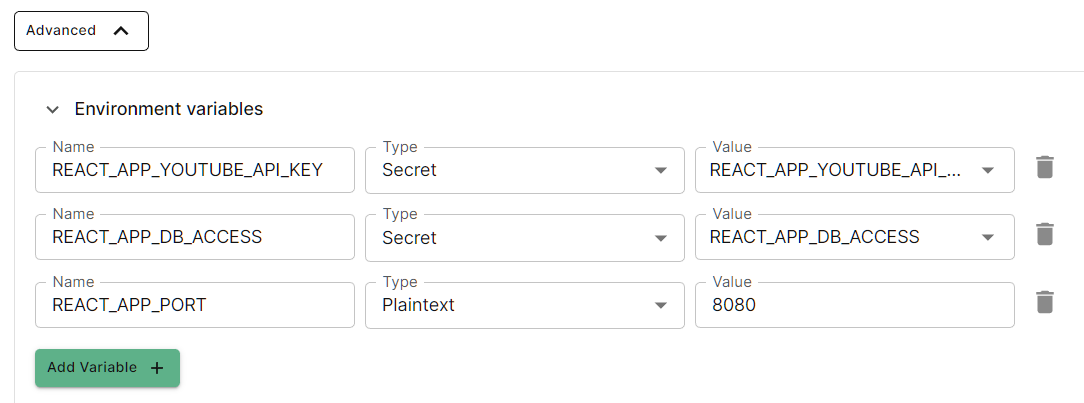 Advanced
Environment variables
Name Type Value
REACT_APP_YOUTUBE_API_KEY Secret REACT_APP_YOUTUBE_API_...
Name Type Value
REACT_APP_DB_ACCESS Secret REACT_APP_DB_ACCESS
Name Type Value
REACT_APP_PORT Plaintext 8080
Add Variable +